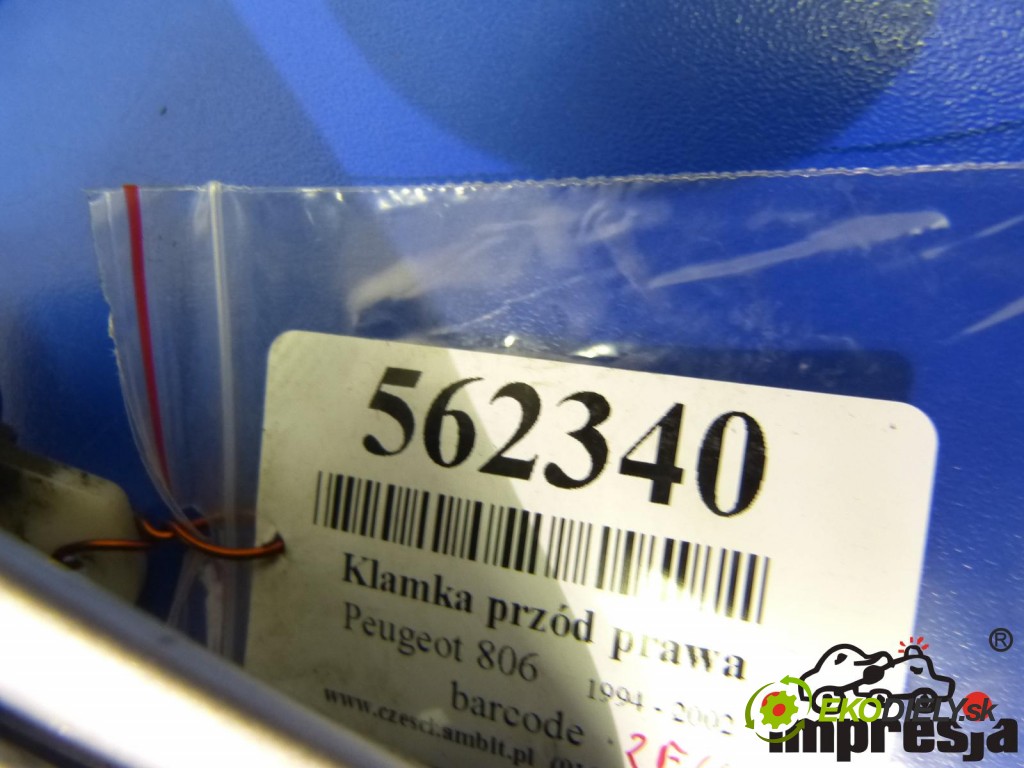 562340
Klamka przód prawa
Peugeot 806 1994 - 2002
barcode
www.czesci.ambit.pl
®
EKODIELY.sk
impresja